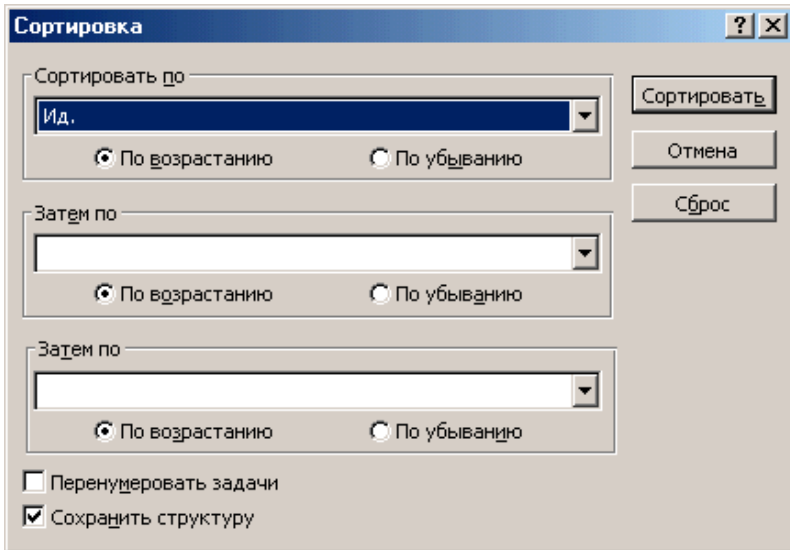 Сортировка
Сортировать по
Ид.
По возрастанию По убыванию
Сортировать
Отмена
Сброс
Затем по
По возрастанию По убыванию
Затем по
По возрастанию По убыванию
Перенумеровать задачи
Сохранить структуру